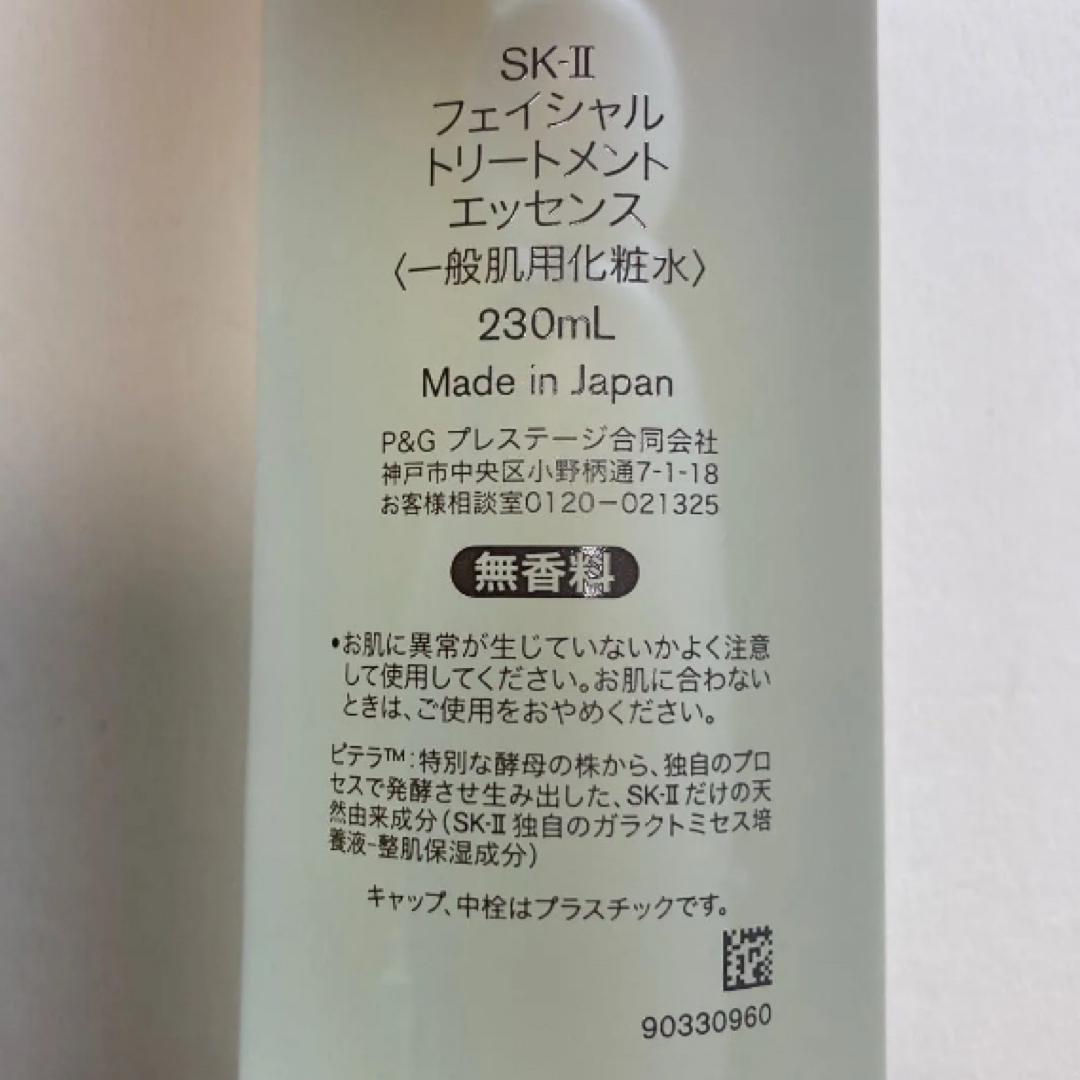 SK-II
フェイシャル
トリートメント
エッセンス
〈一般肌用化粧水〉
230mL
Made in Japan
P&G プレステージ合同会社
神戸市中央区小野柄通7-1-18
お客様相談室0120-021325
無香料
•お肌に異常が生じていないかよく注意
して使用してください。お肌に合わない
ときは、ご使用をおやめください。
ピテラ™:特別な酵母の株から、独自のプロ
セスで発酵させ生み出した、SK-IIだけの天
然由来成分(SK-II独自のガラクトミセス培
養液-整肌保湿成分)
キャップ、中栓はプラスチックです。
90330960